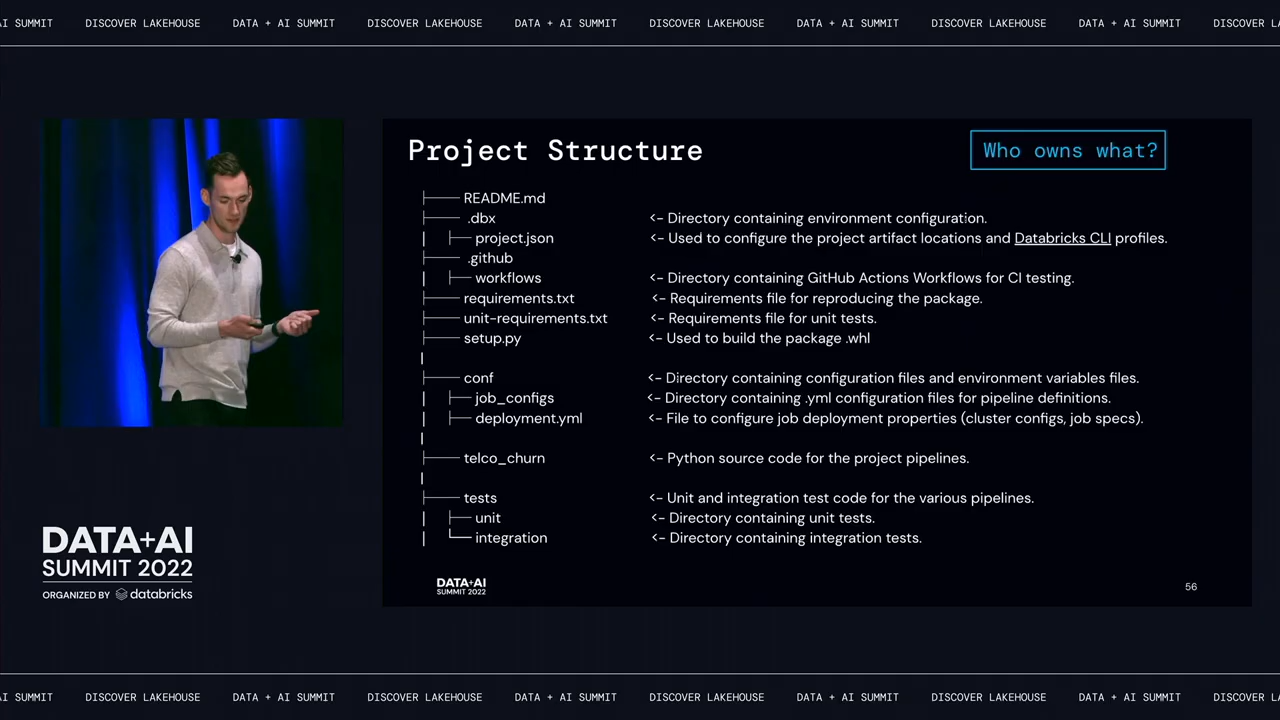 AI SUMMIT DISCOVER LAKEHOUSE DATA + AI SUMMIT DISCOVER LAKEHOUSE DATA + AI SUMMIT DISCOVER LAKEHOUSE DATA + AI SUMMIT DISCOVER LAKEHOUSE DATA + AI SUMMIT DISCOVER
Project Structure
Who owns what?
README.md
.dbx <- Directory containing environment configuration.
project.json <- Used to configure the project artifact locations and Databricks CLI profiles.
.github
workflows <- Directory containing GitHub Actions Workflows for CI testing.
requirements.txt <- Requirements file for reproducing the package.
unit-requirements.txt <- Requirements file for unit tests.
setup.py <- Used to build the package .whl
conf <- Directory containing configuration files and environment variables files.
job_configs <- Directory containing .yml configuration files for pipeline definitions.
deployment.yml <- File to configure job deployment properties (cluster configs, job specs).
telco_churn <- Python source code for the project pipelines.
tests <- Unit and integration test code for the various pipelines.
unit <- Directory containing unit tests.
integration <- Directory containing integration tests.
DATA+AI
SUMMIT 2022
56
DATA+AI
SUMMIT 2022
ORGANIZED BY databricks
AI SUMMIT DISCOVER LAKEHOUSE DATA + AI SUMMIT DISCOVER LAKEHOUSE DATA + AI SUMMIT DISCOVER LAKEHOUSE DATA + AI SUMMIT DISCOVER LAKEHOUSE DATA + AI SUMMIT DISCOVER